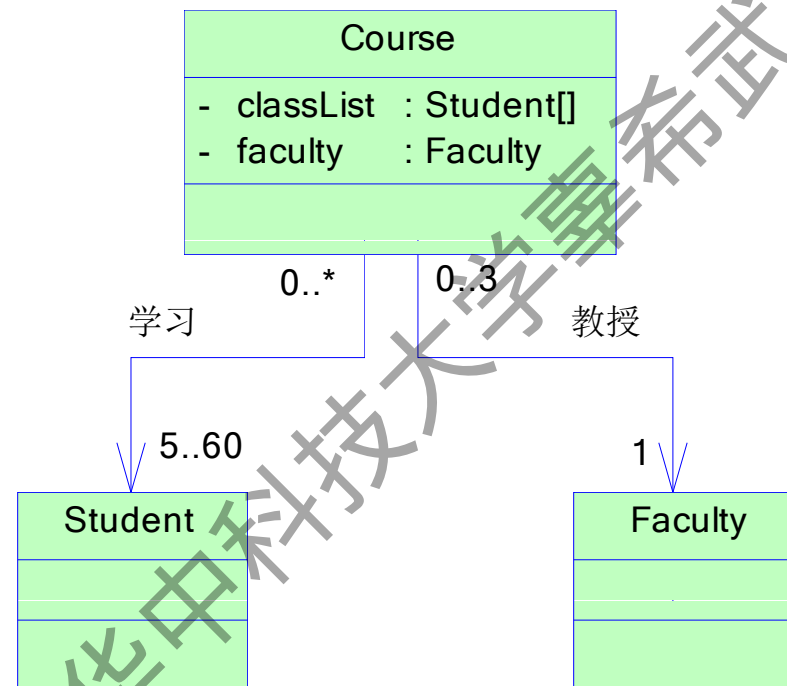 Course
- classList : Student[]
- faculty : Faculty
0..* 0..3
学习 教授
5..60 1
Student Faculty
华中科技大学辜希武